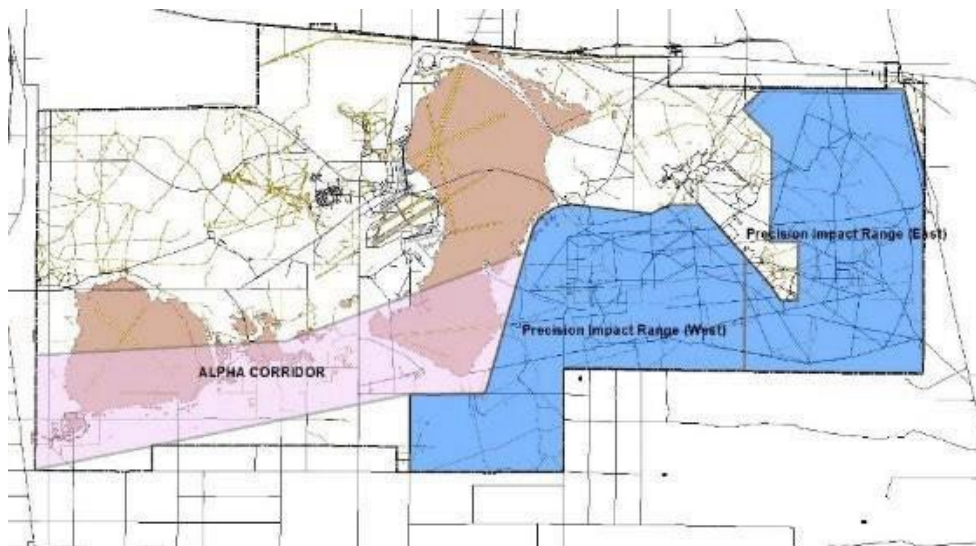 Precision Impact Range (East)
Precision Impact Range (West)
ALPHA CORRIDOR